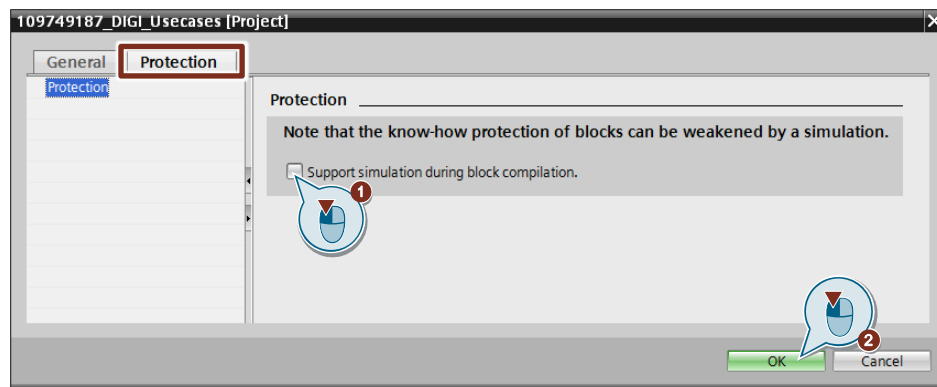 109749187_DIGI_Usecases [Project]
General
Protection
Protection
Protection
Note that the know-how protection of blocks can be weakened by a simulation.
Support simulation during block compilation.
1
2
OK
Cancel